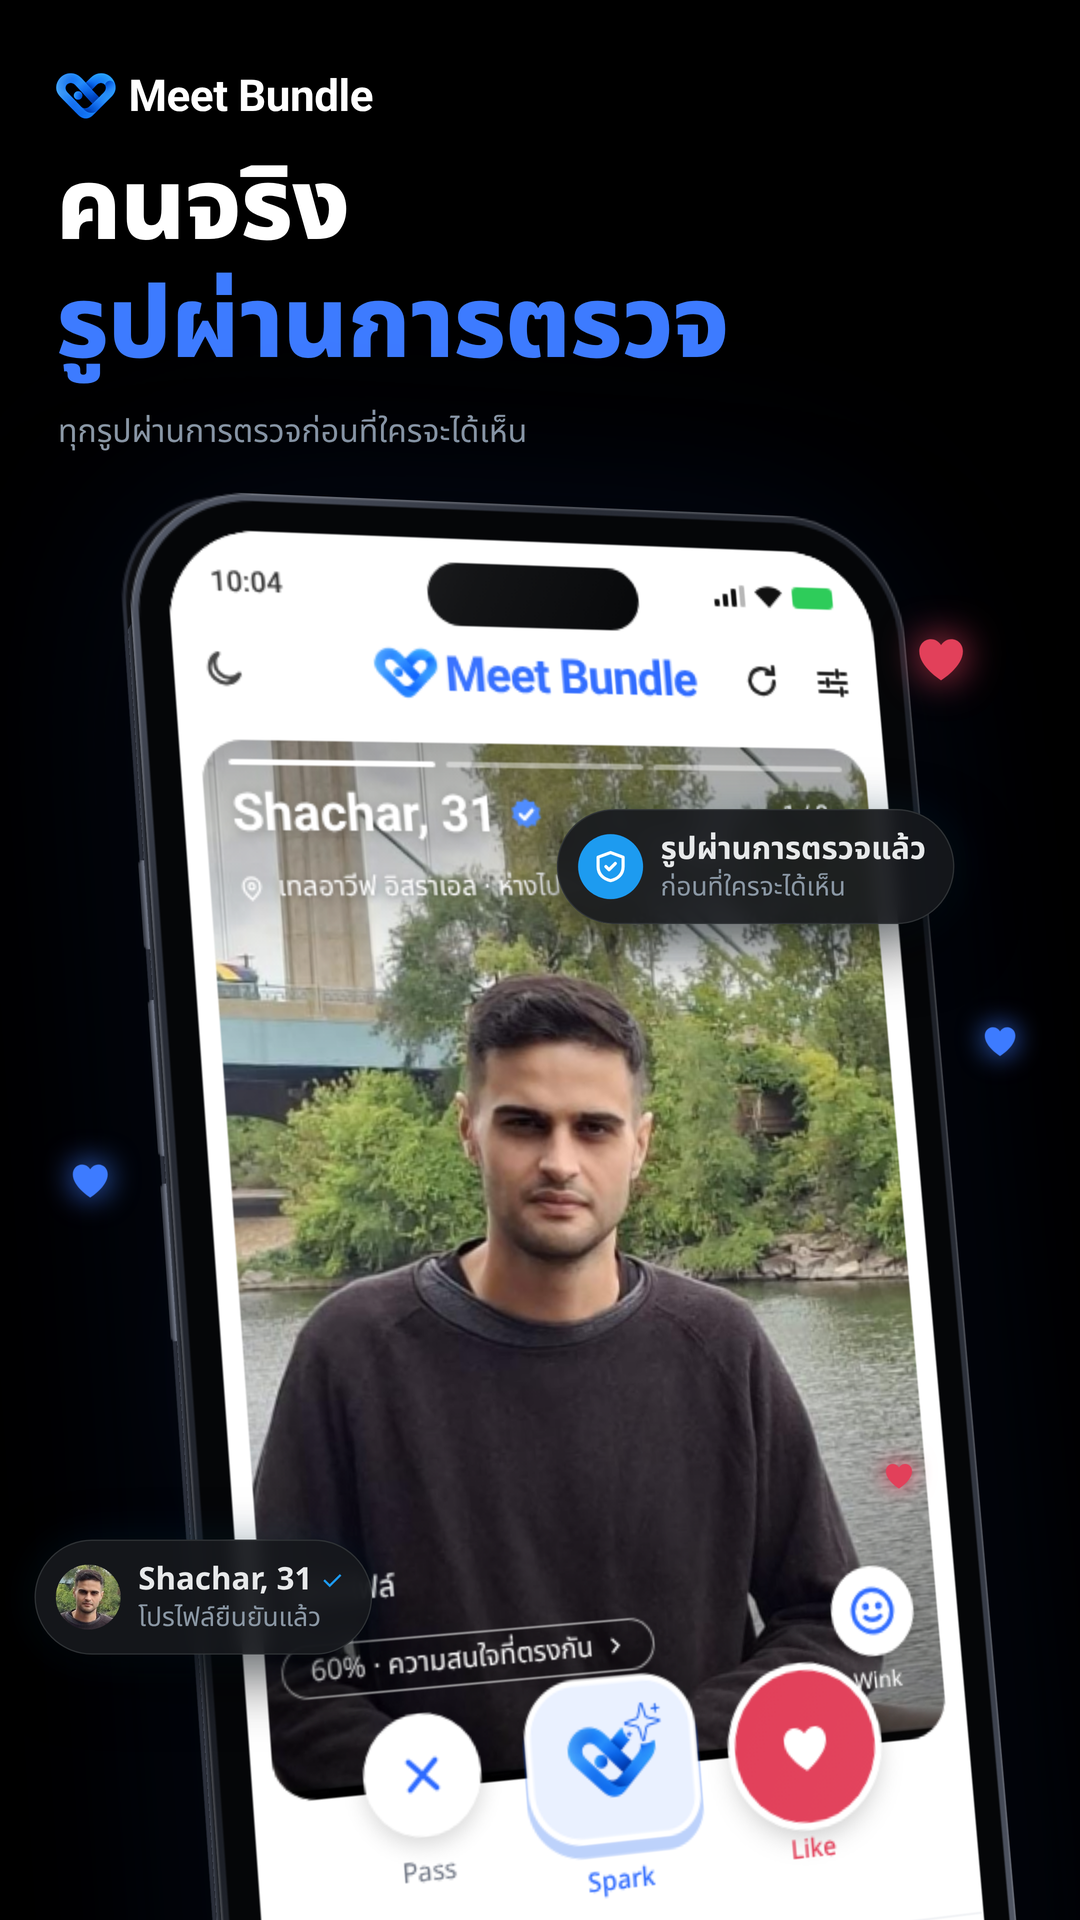 Meet Bundle
คนจริง
รูปผ่านการตรวจ
ทุกรูปผ่านการตรวจก่อนที่ใครจะได้เห็น
10:04
Meet Bundle
Shachar, 31
เทลอาวีฟ อิสราเอล · ห่างไป
รูปผ่านการตรวจแล้ว
ก่อนที่ใครจะได้เห็น
Shachar, 31
โปรไฟล์ยืนยันแล้ว
60% · ความสนใจที่ตรงกัน
Wink
Pass
Spark
Like